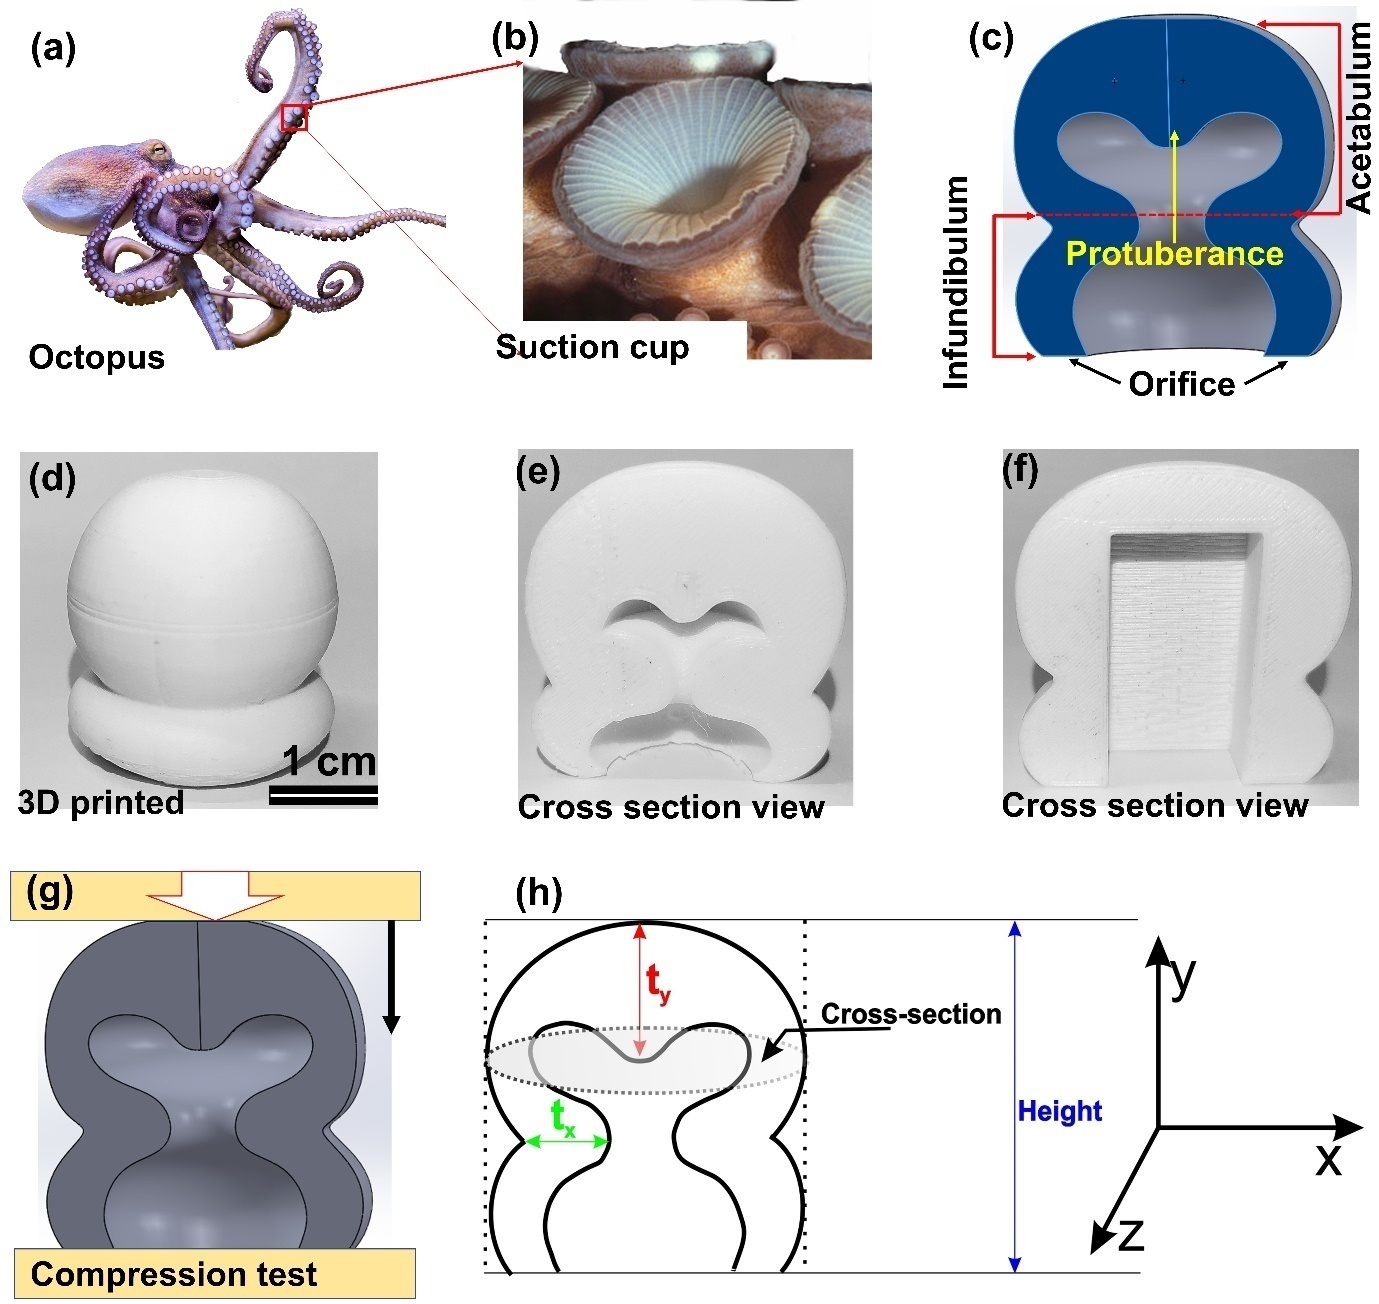 (a)
(b)
(c)
Acetabulum
Infundibulum
Protuberance
Octopus
Suction cup
Orifice
(d)
(e)
(f)
1 cm
3D printed
Cross section view
Cross section view
(g)
(h)
ty
Cross-section
tx
Height
y
x
z
Compression test